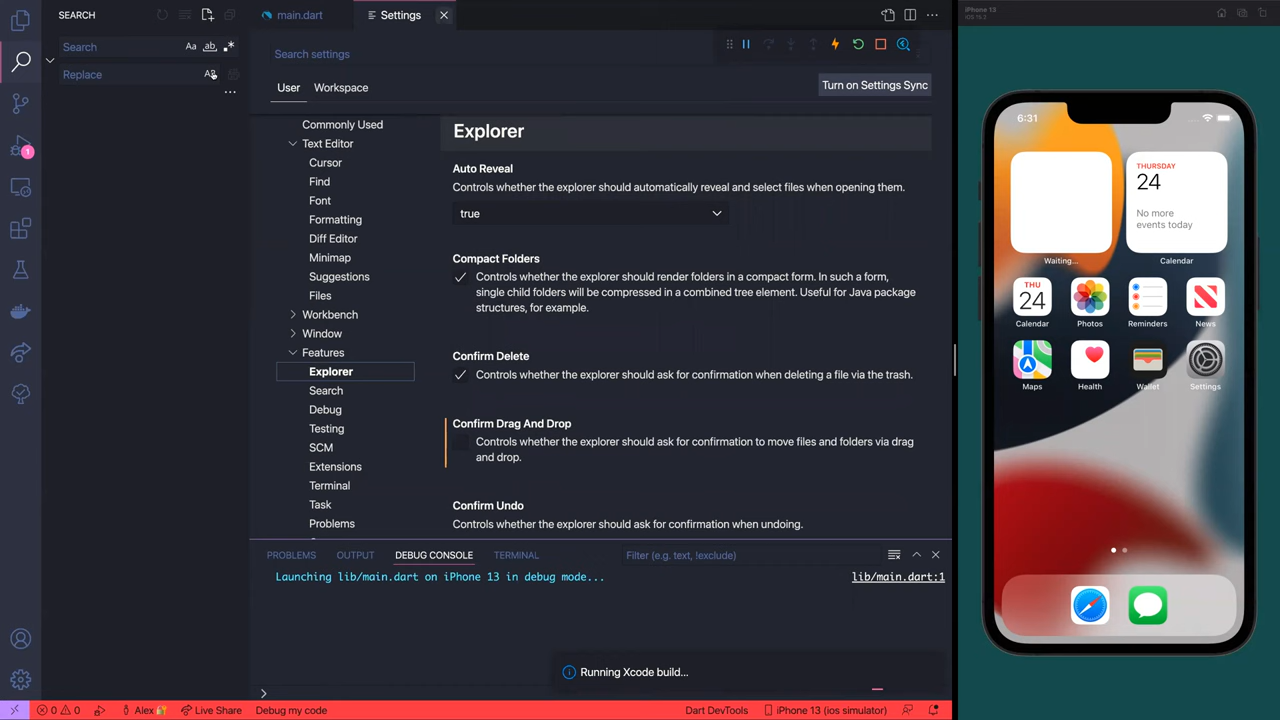 SEARCH
Search
Aa
ab
Replace
AB
...
1
main.dart
Settings
Search settings
User
Workspace
Turn on Settings Sync
Commonly Used
Text Editor
Cursor
Find
Font
Formatting
Diff Editor
Minimap
Suggestions
Files
Workbench
Window
Features
Explorer
Search
Debug
Testing
SCM
Extensions
Terminal
Task
Problems
Explorer
Auto Reveal
Controls whether the explorer should automatically reveal and select files when opening them.
true
Compact Folders
Controls whether the explorer should render folders in a compact form. In such a form,
single child folders will be compressed in a combined tree element. Useful for Java package
structures, for example.
Confirm Delete
Controls whether the explorer should ask for confirmation when deleting a file via the trash.
Confirm Drag And Drop
Controls whether the explorer should ask for confirmation to move files and folders via drag
and drop.
Confirm Undo
Controls whether the explorer should ask for confirmation when undoing.
PROBLEMS
OUTPUT
DEBUG CONSOLE
TERMINAL
Filter (e.g. text, !exclude)
Launching lib/main.dart on iPhone 13 in debug mode...
lib/main.dart:1
Running Xcode build...
0
0
Alex
Live Share
Debug my code
Dart DevTools
iPhone 13 (ios simulator)
iPhone 13
iOS 16.2
6:31
Waiting...
THURSDAY
24
No more
events today
Calendar
THU
24
Calendar
Photos
Reminders
News
Maps
Health
Wallet
Settings